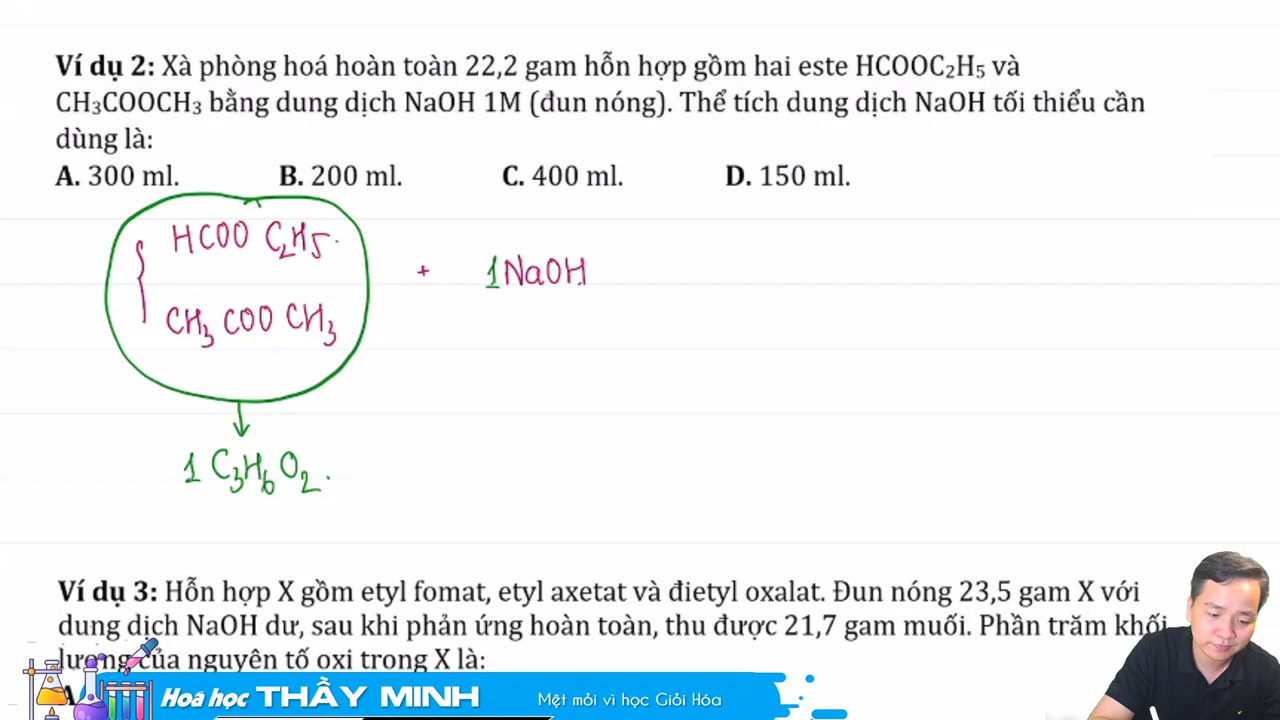 Ví dụ 2: Xà phòng hoá hoàn toàn 22,2 gam hỗn hợp gồm hai este HCOOC₂H₅ và
CH₃COOCH₃ bằng dung dịch NaOH 1M (đun nóng). Thể tích dung dịch NaOH tối thiểu cần
dùng là:
A. 300 ml. B. 200 ml. C. 400 ml. D. 150 ml.
HCOO C₂H₅.
+ 1NaOH
CH₃ COO CH₃
1 C₃H₆O₂.
Ví dụ 3: Hỗn hợp X gồm etyl fomat, etyl axetat và đietyl oxalat. Đun nóng 23,5 gam X với
dung dịch NaOH dư, sau khi phản ứng hoàn toàn, thu được 21,7 gam muối. Phần trăm khối
lượng của nguyên tố oxi trong X là:
Hoá học THẦY MINH Mệt mỏi vì học Giỏi Hóa